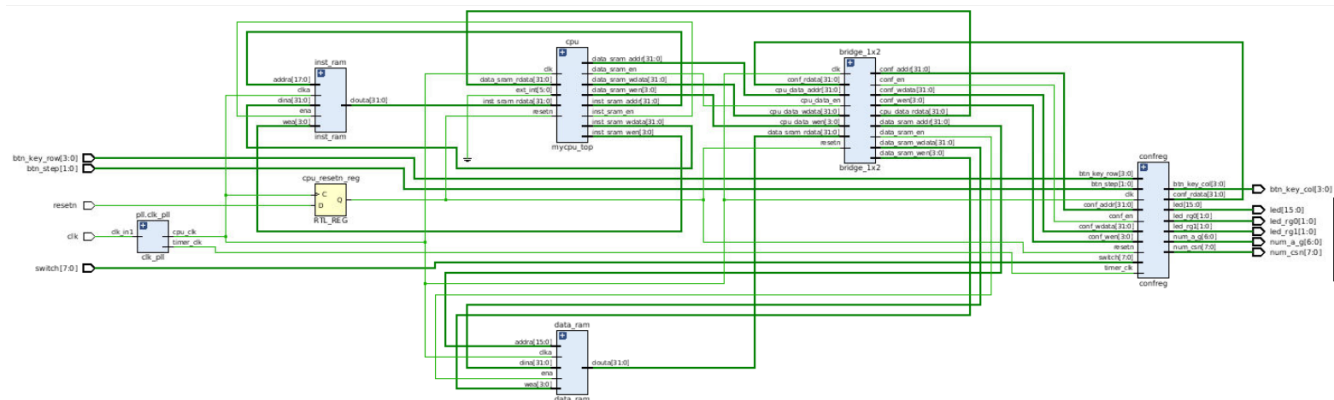 btn_key_row[3:0]
btn_step[1:0]
resetn
clk
switch[7:0]
pll.clk_pll
clk_in1
cpu_clk
timer_clk
clk_pll
inst_ram
addra[17:0]
clka
dina[31:0]
ena
wea[3:0]
douta[31:0]
inst_ram
cpu_resetn_reg
C
D
Q
RTL_REG
cpu
clk
data_sram_rdata[31:0]
ext_int[5:0]
inst_sram_rdata[31:0]
resetn
data_sram_addr[31:0]
data_sram_en
data_sram_wdata[31:0]
data_sram_wen[3:0]
inst_sram_addr[31:0]
inst_sram_en
inst_sram_wdata[31:0]
inst_sram_wen[3:0]
mycpu_top
data_ram
addra[15:0]
clka
dina[31:0]
ena
wea[3:0]
douta[31:0]
data_ram
bridge_1x2
clk
conf_rdata[31:0]
cpu_data_addr[31:0]
cpu_data_en
cpu_data_wdata[31:0]
cpu_data_wen[3:0]
data_sram_rdata[31:0]
resetn
conf_addr[31:0]
conf_en
conf_wdata[31:0]
conf_wen[3:0]
cpu_data_rdata[31:0]
data_sram_addr[31:0]
data_sram_en
data_sram_wdata[31:0]
data_sram_wen[3:0]
bridge_1x2
confreg
btn_key_row[3:0]
btn_step[1:0]
clk
conf_addr[31:0]
conf_en
conf_wdata[31:0]
conf_wen[3:0]
resetn
switch[7:0]
timer_clk
btn_key_col[3:0]
conf_rdata[31:0]
led[15:0]
led_rg0[1:0]
led_rg1[1:0]
num_a_g[6:0]
num_csn[7:0]
confreg
btn_key_col[3:0]
led[15:0]
led_rg0[1:0]
led_rg1[1:0]
num_a_g[6:0]
num_csn[7:0]